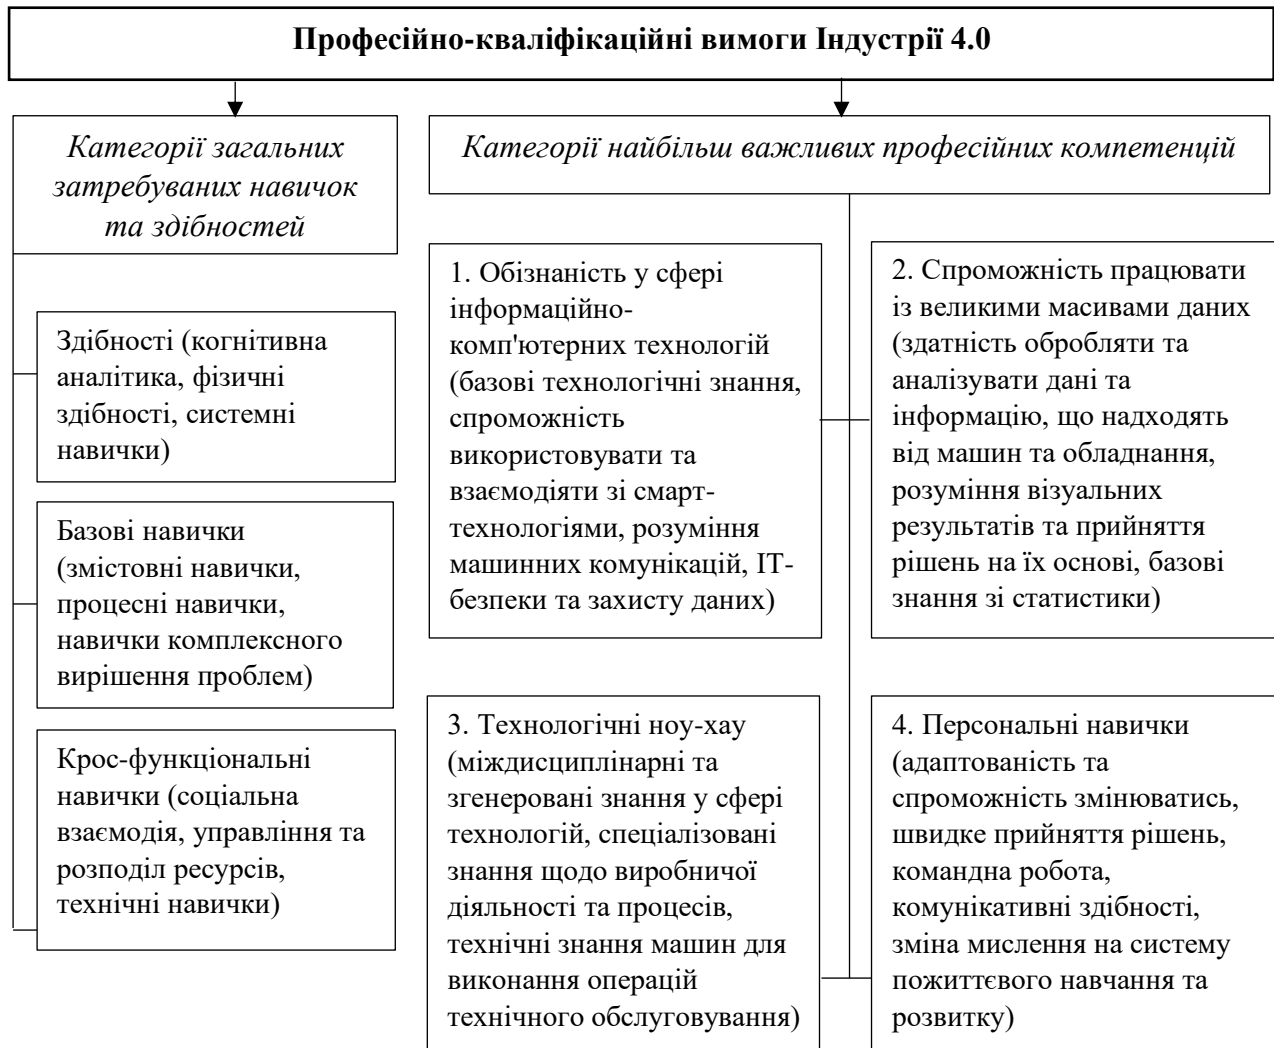 Професійно-кваліфікаційні вимоги Індустрії 4.0
Категорії загальних
затребуваних навичок
та здібностей
Здібності (когнітивна
аналітика, фізичні
здібності, системні
навички)
Базові навички
(змістовні навички,
процесні навички,
навички комплексного
вирішення проблем)
Крос-функціональні
навички (соціальна
взаємодія, управління та
розподіл ресурсів,
технічні навички)
Категорії найбільш важливих професійних компетенцій
1. Обізнаність у сфері
інформаційно-
комп'ютерних технологій
(базові технологічні знання,
спроможність
використовувати та
взаємодіяти зі смарт-
технологіями, розуміння
машинних комунікацій, ІТ-
безпеки та захисту даних)
2. Спроможність працювати
із великими масивами даних
(здатність обробляти та
аналізувати дані та
інформацію, що надходять
від машин та обладнання,
розуміння візуальних
результатів та прийняття
рішень на їх основі, базові
знання зі статистики)
3. Технологічні ноу-хау
(міждисциплінарні та
згенеровані знання у сфері
технологій, спеціалізовані
знання щодо виробничої
діяльності та процесів,
технічні знання машин для
виконання операцій
технічного обслуговування)
4. Персональні навички
(адаптованість та
спроможність змінюватись,
швидке прийняття рішень,
командна робота,
комунікативні здібності,
зміна мислення на систему
пожиттєвого навчання та
розвитку)